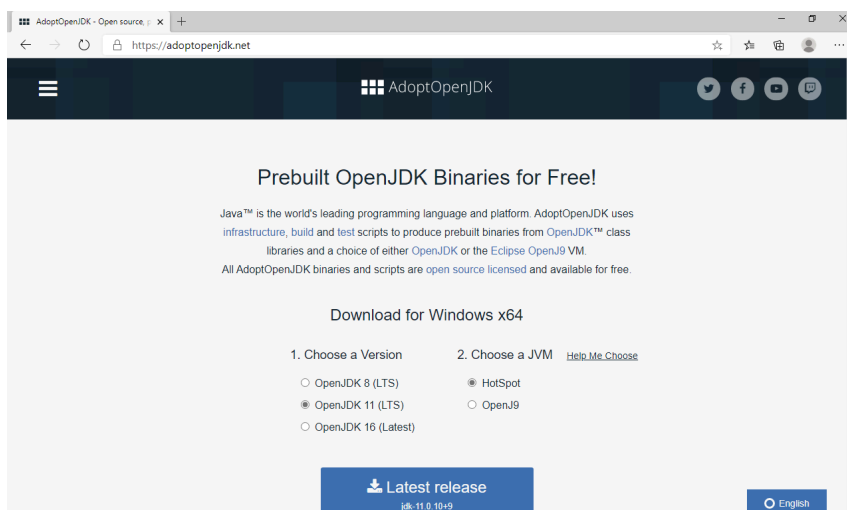 AdoptOpenJDK - Open source, p
https://adoptopenjdk.net
AdoptOpenJDK
Prebuilt OpenJDK Binaries for Free!
Java™ is the world's leading programming language and platform. AdoptOpenJDK uses
infrastructure, build and test scripts to produce prebuilt binaries from OpenJDK™ class
libraries and a choice of either OpenJDK or the Eclipse OpenJ9 VM.
All AdoptOpenJDK binaries and scripts are open source licensed and available for free.
Download for Windows x64
1. Choose a Version
2. Choose a JVM Help Me Choose
OpenJDK 8 (LTS)
HotSpot
OpenJDK 11 (LTS)
OpenJ9
OpenJDK 16 (Latest)
Latest release
jdk-11.0.10+9
English